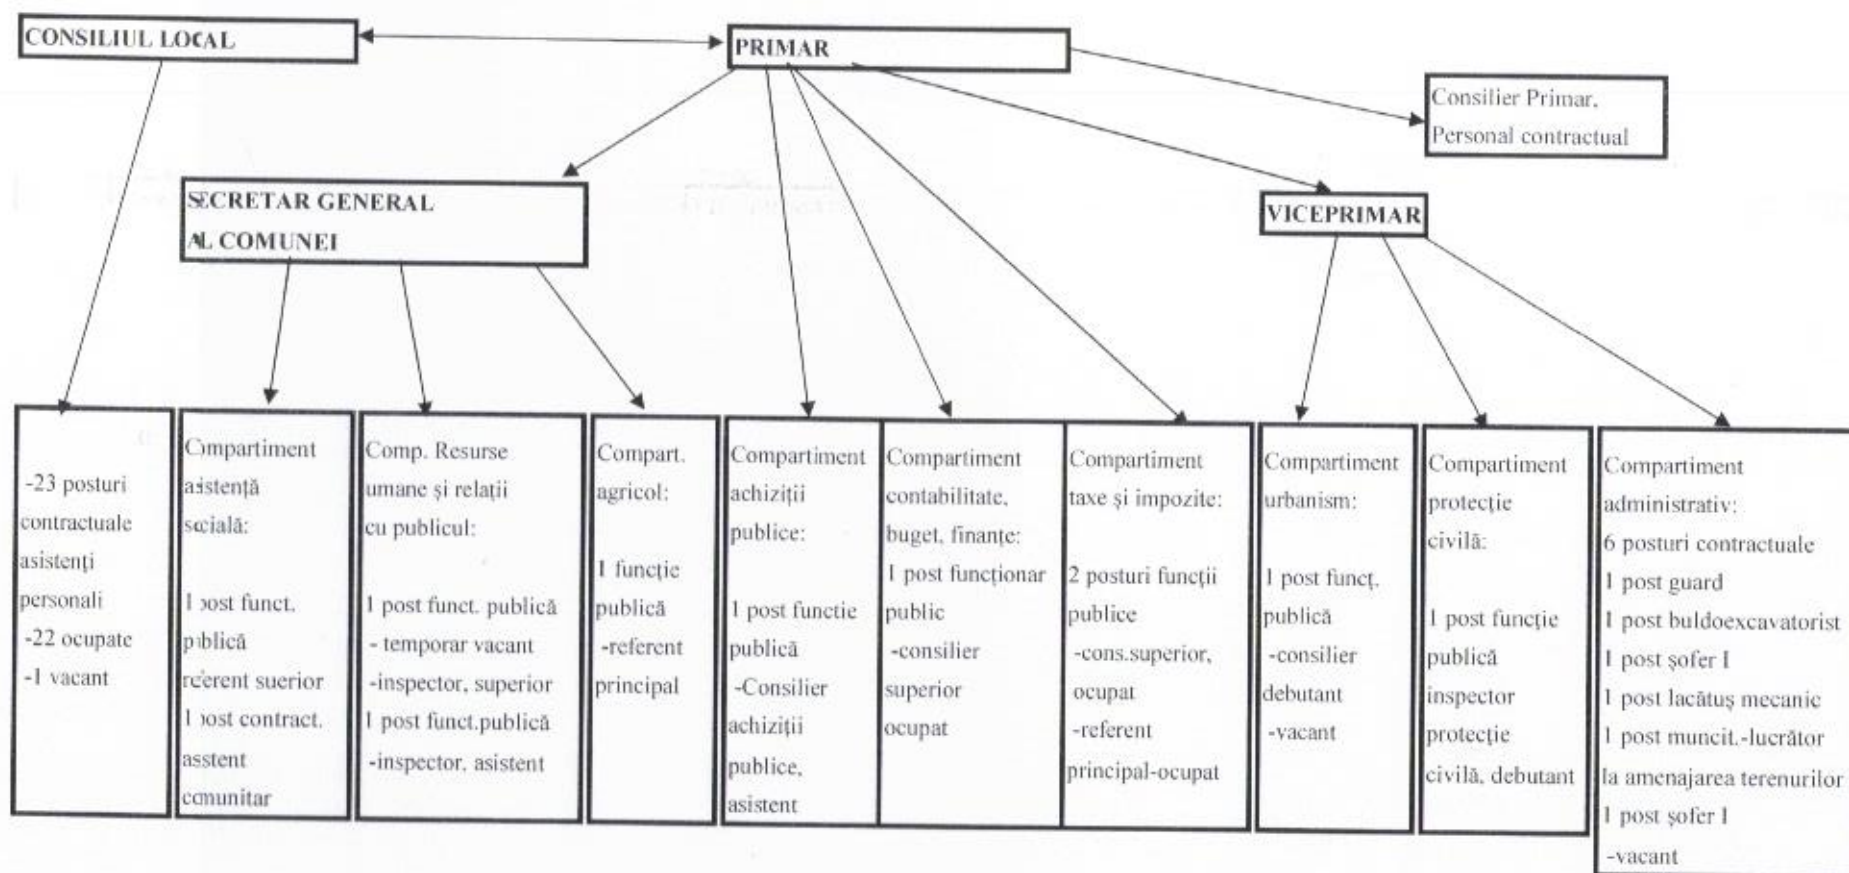 CONSILIUL LOCAL
PRIMAR
Consilier Primar,
Personal contractual
SECRETAR GENERAL
AL COMUNEI
VICEPRIMAR
-23 posturi
contractuale
asistenți
personali
-22 ocupate
-1 vacant
Compartiment
asistență
socială:
1 post funct.
publică
referent suerior
1 post contract.
asistent
comunitar
Comp. Resurse
umane și relații
cu publicul:
1 post funct. publică
- temporar vacant
-inspector, superior
1 post funct.publică
-inspector, asistent
Compart.
agricol:
1 funcție
publică
-referent
principal
Compartiment
achiziții
publice:
1 post functie
publică
-Consilier
achiziții
publice,
asistent
Compartiment
contabilitate,
buget, finanțe:
1 post funcționar
public
-consilier
superior
ocupat
Compartiment
taxe și impozite:
2 posturi funcții
publice
-cons.superior,
ocupat
-referent
principal-ocupat
Compartiment
urbanism:
1 post funcț.
publică
-consilier
debutant
-vacant
Compartiment
protecție
civilă:
1 post funcție
publică
inspector
protecție
civilă, debutant
Compartiment
administrativ:
6 posturi contractuale
1 post guard
1 post buldoexcavatorist
1 post șofer I
1 post lacătuș mecanic
1 post muncit.-lucrător
la amenajarea terenurilor
1 post șofer I
-vacant